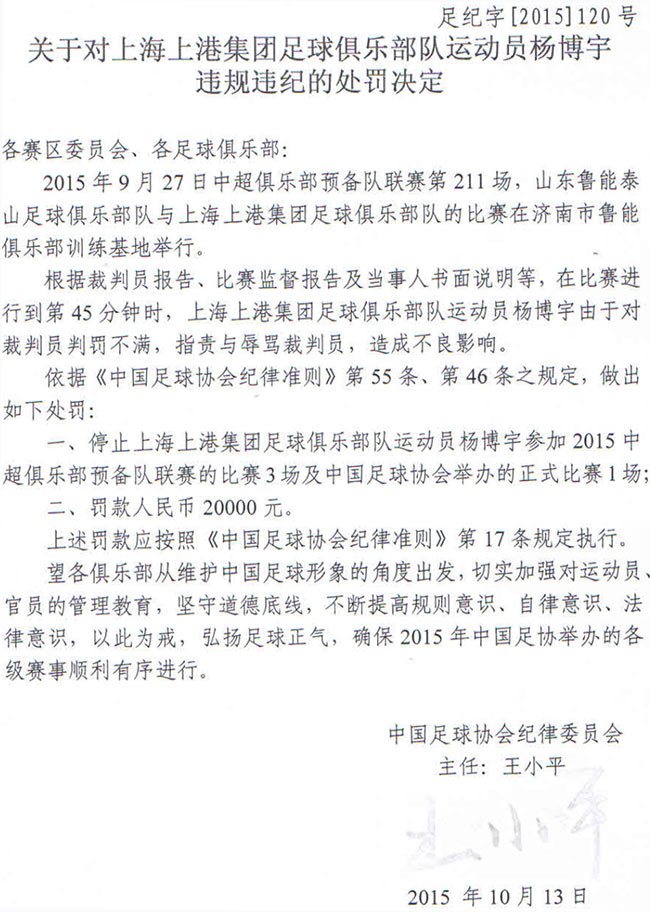 足纪字[2015]120号
关于对上海上港集团足球俱乐部队运动员杨博宇
违规违纪的处罚决定
各赛区委员会、各足球俱乐部:
2015年9月27日中超俱乐部预备队联赛第211场，山东鲁能泰
山足球俱乐部队与上海上港集团足球俱乐部队的比赛在济南市鲁能
俱乐部训练基地举行。
根据裁判员报告、比赛监督报告及当事人书面说明等，在比赛进
行到第45分钟时，上海上港集团足球俱乐部队运动员杨博宇由于对
裁判员判罚不满，指责与辱骂裁判员，造成不良影响。
依据《中国足球协会纪律准则》第55条、第46条之规定，做出
如下处罚:
一、停止上海上港集团足球俱乐部队运动员杨博宇参加2015中
超俱乐部预备队联赛的比赛3场及中国足球协会举办的正式比赛1场;
二、罚款人民币20000元。
上述罚款应按照《中国足球协会纪律准则》第17条规定执行。
望各俱乐部从维护中国足球形象的角度出发,切实加强对运动员、
官员的管理教育，坚守道德底线，不断提高规则意识、自律意识、法
律意识，以此为戒，弘扬足球正气，确保2015年中国足协举办的各
级赛事顺利有序进行。
中国足球协会纪律委员会
主任: 王小平
王小平
2015 年10月13日